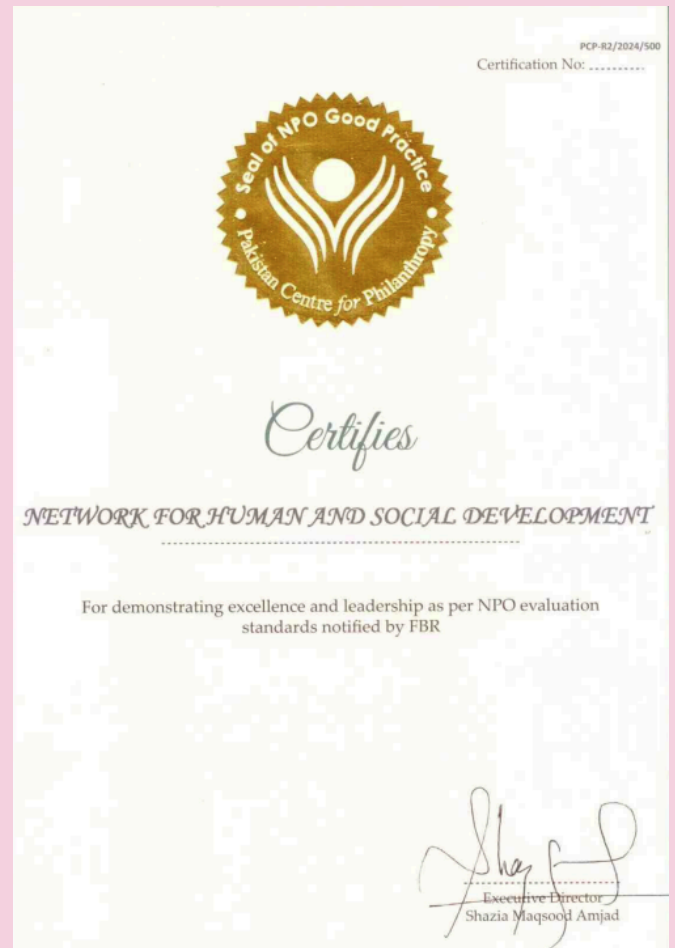 PCP-R2/2024/500
Certification No: ..........
Seal of NPO Good Practice
Pakistan Centre for Philanthropy
Certifies
NETWORK FOR HUMAN AND SOCIAL DEVELOPMENT
For demonstrating excellence and leadership as per NPO evaluation
standards notified by FBR
Executive Director
Shazia Maqsood Amjad